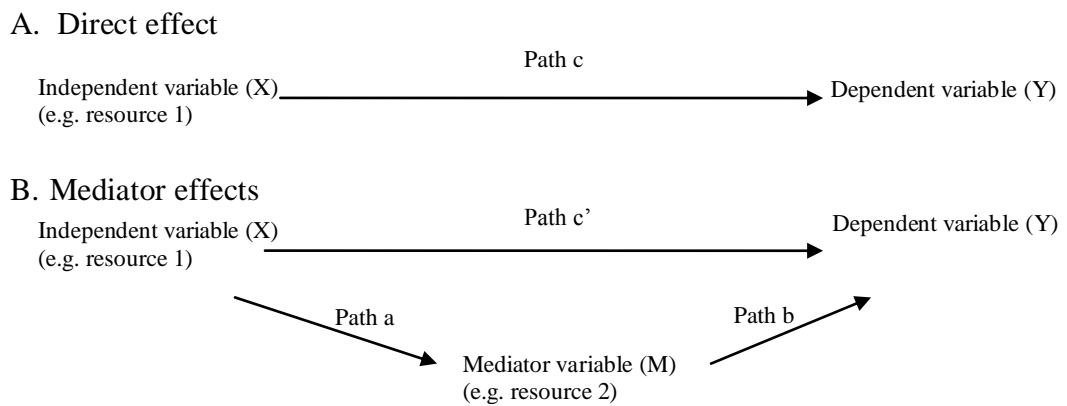 A. Direct effect
Path c
Independent variable (X)
(e.g. resource 1)
Dependent variable (Y)
B. Mediator effects
Independent variable (X)
(e.g. resource 1)
Path c’
Dependent variable (Y)
Path a
Path b
Mediator variable (M)
(e.g. resource 2)